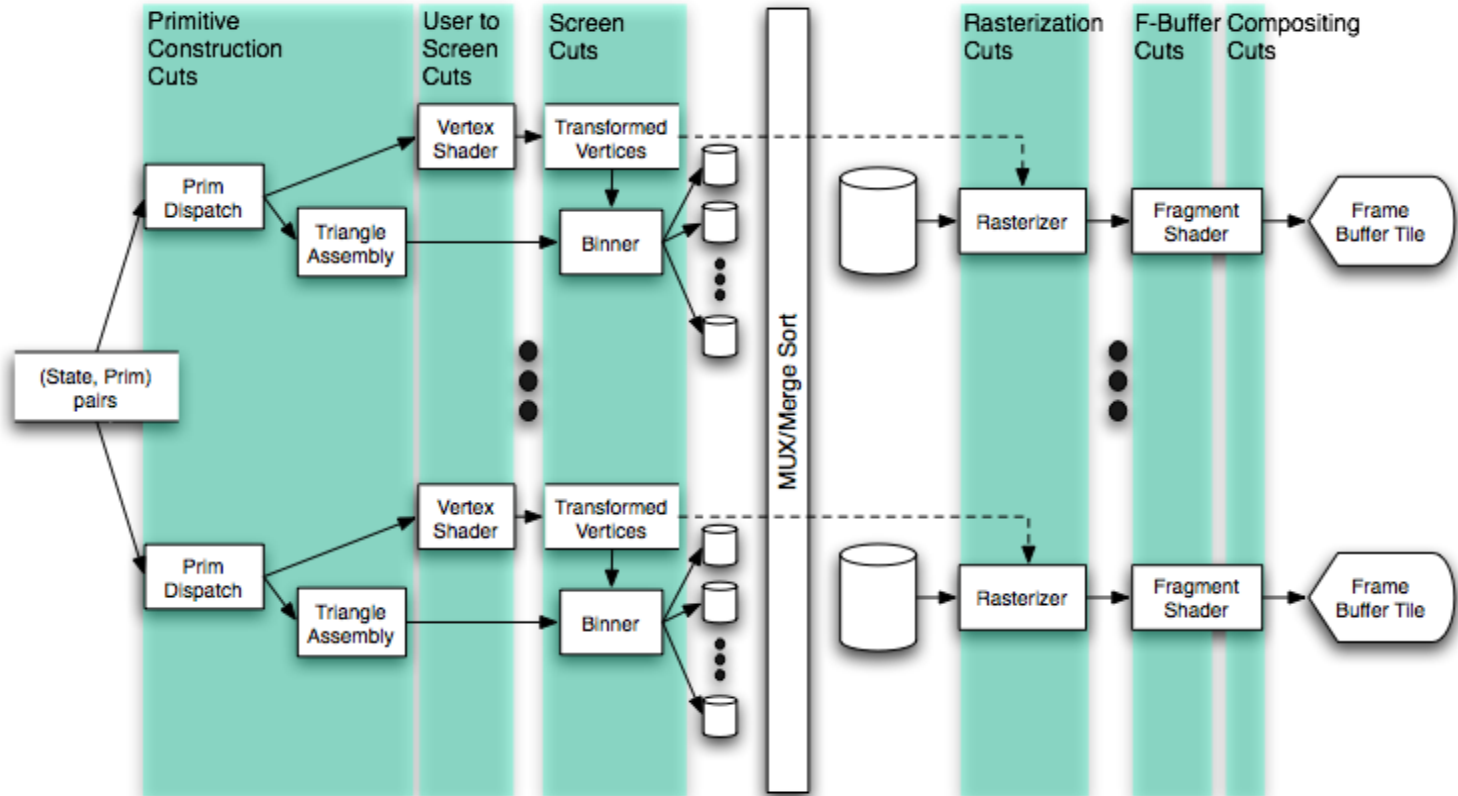 Primitive
Construction
Cuts
User to
Screen
Cuts
Screen
Cuts
Rasterization
Cuts
F-Buffer
Cuts
Compositing
Cuts
Vertex
Shader
Transformed
Vertices
Prim
Dispatch
Triangle
Assembly
Binner
Rasterizer
Fragment
Shader
Frame
Buffer Tile
(State, Prim)
pairs
MUX/Merge Sort
Vertex
Shader
Transformed
Vertices
Prim
Dispatch
Triangle
Assembly
Binner
Rasterizer
Fragment
Shader
Frame
Buffer Tile